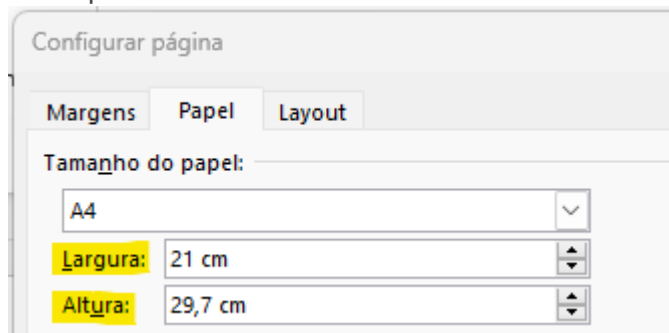 Configurar página
Margens Papel Layout
Tamanho do papel:
A4
Largura: 21 cm
Altura: 29,7 cm